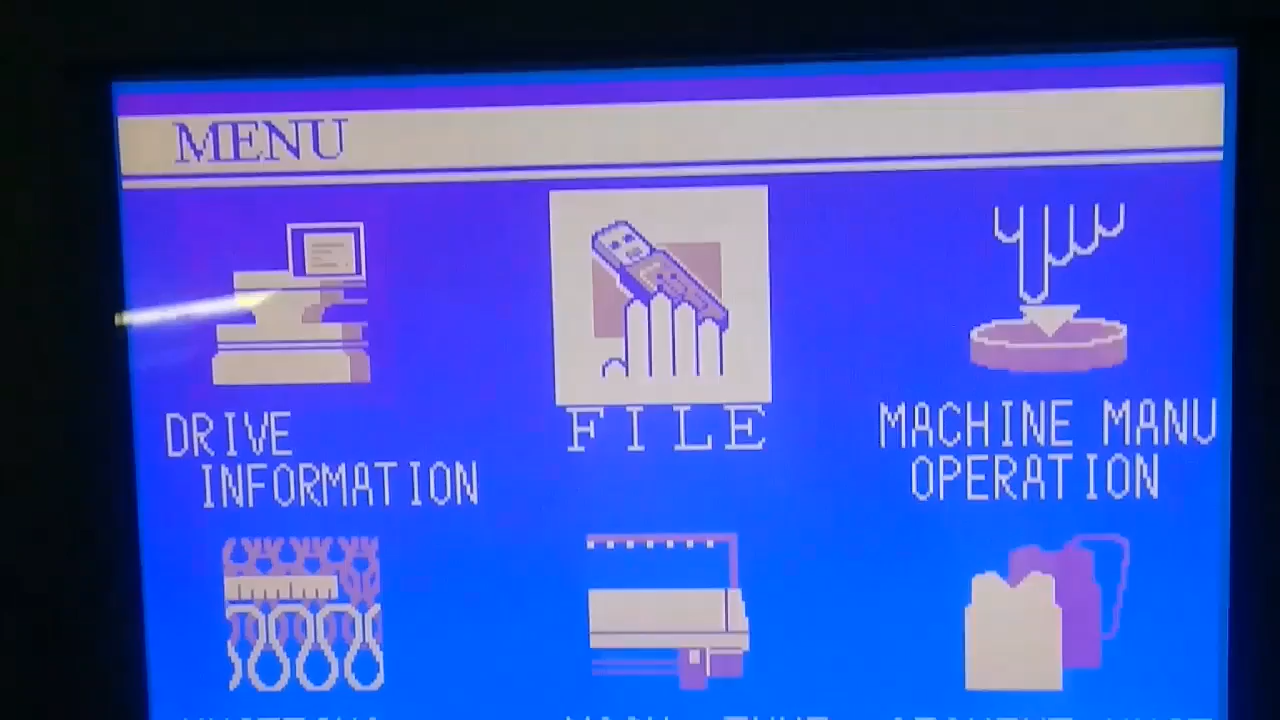 MENU
DRIVE
INFORMATION
FILE
MACHINE MANU
OPERATION